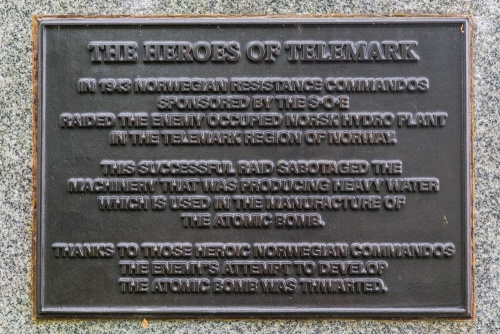 THE HEROES OF TELEMARK
IN 1943 NORWEGIAN RESISTANCE COMMANDOS
SPONSORED BY THE S·O·E
RAIDED THE ENEMY OCCUPIED NORSK HYDRO PLANT
IN THE TELEMARK REGION OF NORWAY.
THIS SUCCESSFUL RAID SABOTAGED THE
MACHINERY THAT WAS PRODUCING HEAVY WATER
WHICH IS USED IN THE MANUFACTURE OF
THE ATOMIC BOMB.
THANKS TO THOSE HEROIC NORWEGIAN COMMANDOS
THE ENEMY'S ATTEMPT TO DEVELOP
THE ATOMIC BOMB WAS THWARTED.